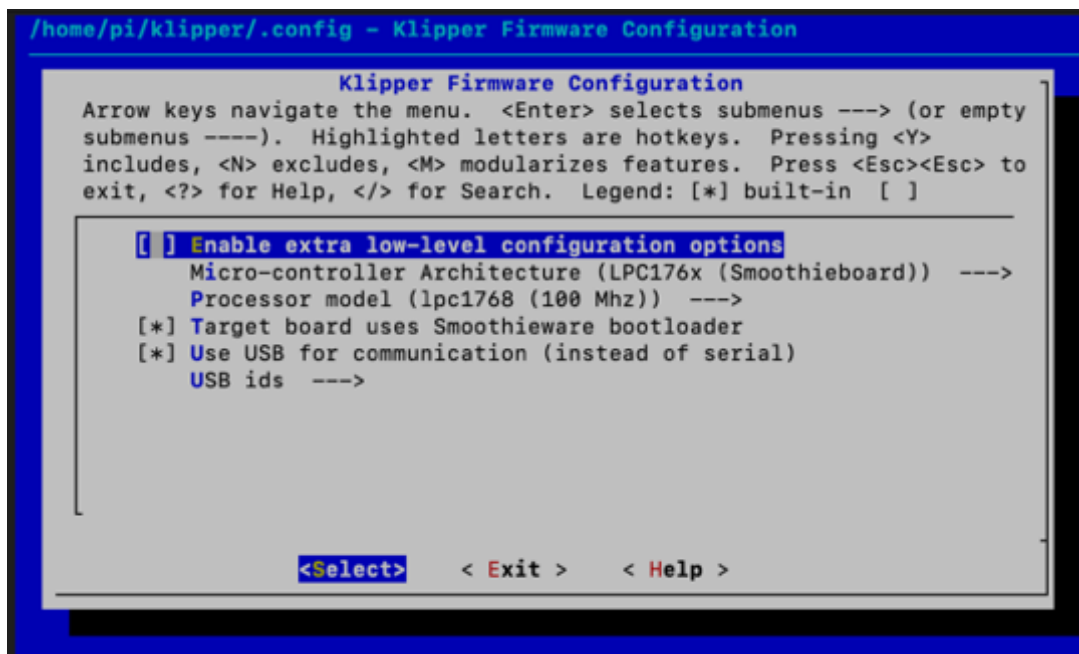 /home/pi/klipper/.config – Klipper Firmware Configuration
Klipper Firmware Configuration
Arrow keys navigate the menu.  <Enter> selects submenus ---> (or empty
submenus ----).  Highlighted letters are hotkeys.  Pressing <Y>
includes, <N> excludes, <M> modularizes features.  Press <Esc><Esc> to
exit, <?> for Help, </> for Search.  Legend: [*] built-in  [ ]
[ ] Enable extra low-level configuration options
Micro-controller Architecture (LPC176x (Smoothieboard))  --->
Processor model (lpc1768 (100 Mhz))  --->
[*] Target board uses Smoothieware bootloader
[*] Use USB for communication (instead of serial)
USB ids  --->
<Select>    < Exit >    < Help >